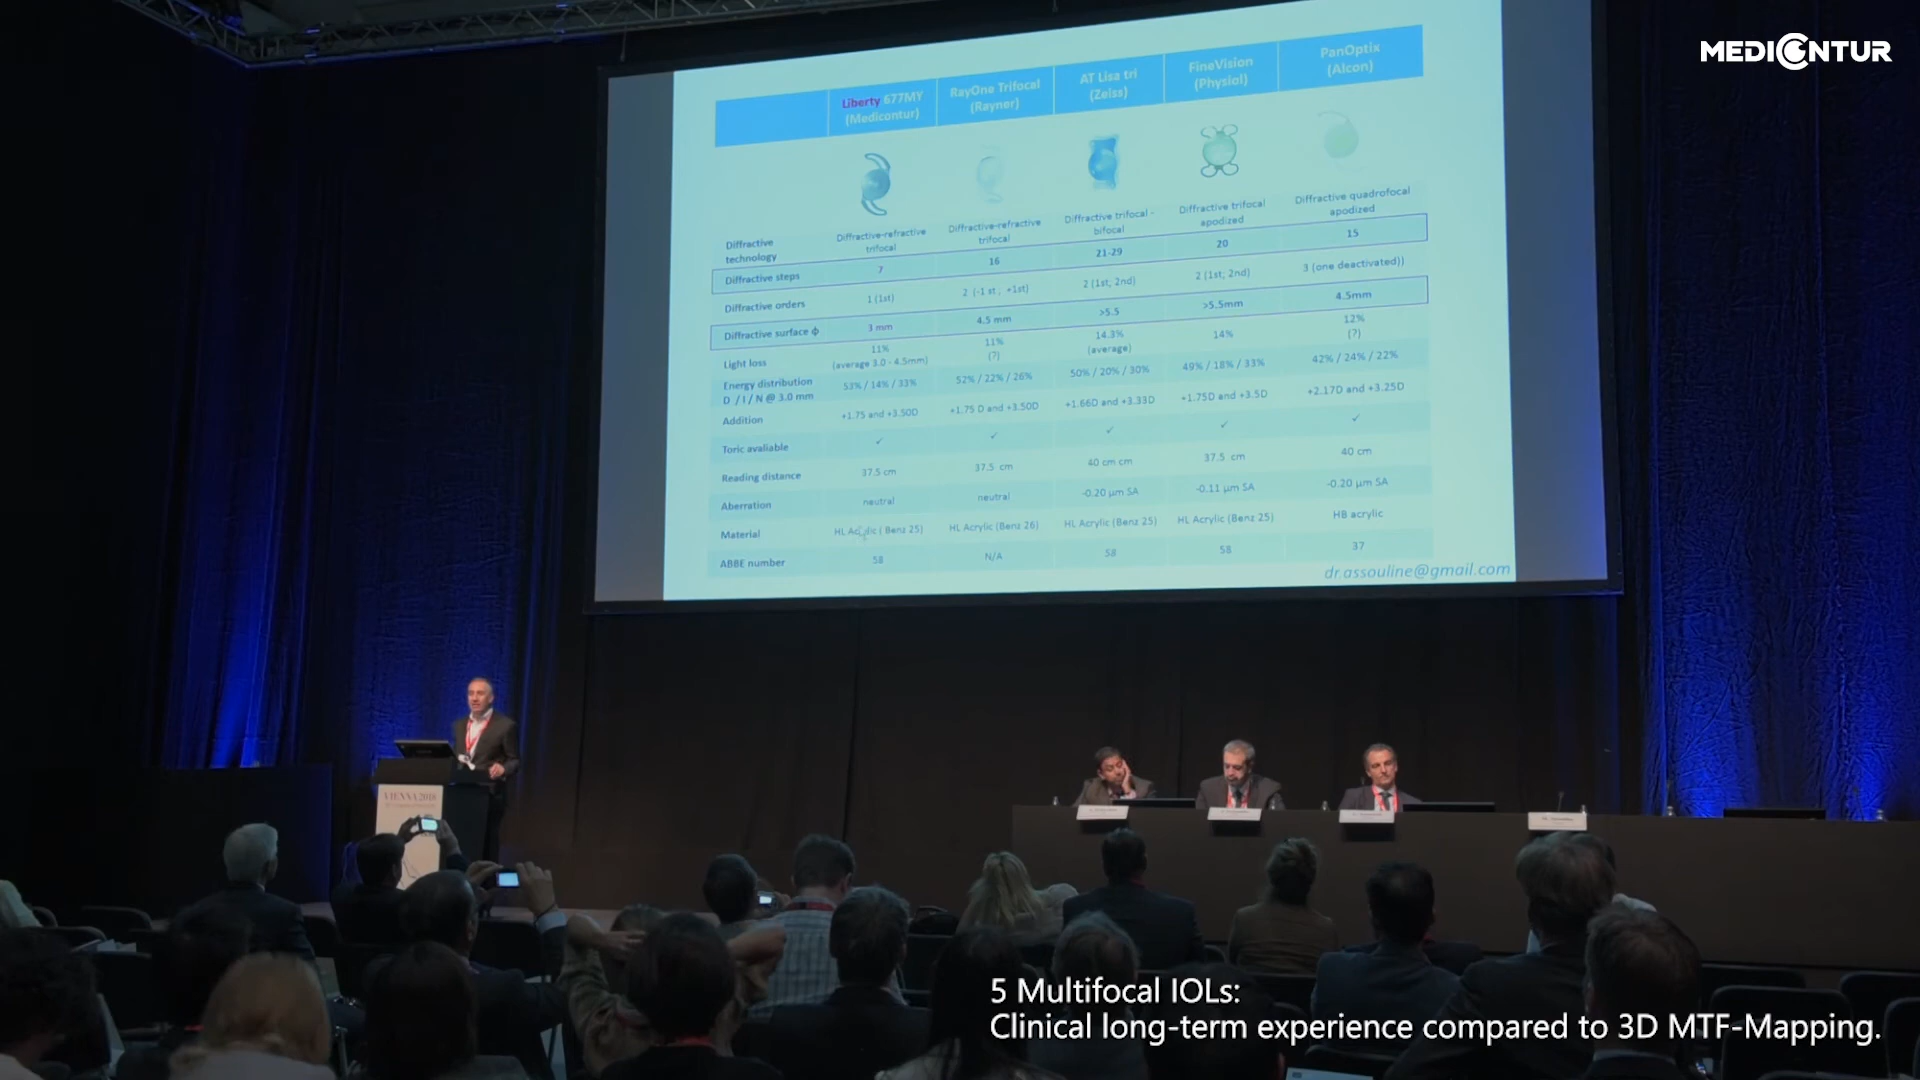 MEDICONTUR
Liberty 677MY
(Medicontur)
RayOne Trifocal
(Rayner)
AT Lisa tri
(Zeiss)
FineVision
(Physiol)
PanOptix
(Alcon)
Diffractive
technology
Diffractive-refractive
trifocal
Diffractive-refractive
trifocal
Diffractive trifocal -
bifocal
Diffractive trifocal
apodized
Diffractive quadrofocal
apodized
Diffractive steps 7 16 21-29 20 15
Diffractive orders 1 (1st) 2 (-1 st ; +1st) 2 (1st, 2nd) 2 (1st; 2nd) 3 (one deactivated))
Diffractive surface ϕ 3 mm 4.5 mm >5.5 >5.5mm 4.5mm
Light loss
11%
(average 3.0 - 4.5mm)
11%
(?)
14.3%
(average)
14%
12%
(?)
Energy distribution
D / I / N @ 3.0 mm
53% / 14% / 33% 52% / 22% / 26% 50% / 20% / 30% 49% / 18% / 33% 42% / 24% / 22%
Addition +1.75 and +3.50D +1.75 D and +3.50D +1.66D and +3.33D +1.75D and +3.5D +2.17D and +3.25D
Toric avaliable ✓ ✓ ✓ ✓ ✓
Reading distance 37.5 cm 37.5 cm 40 cm cm 37.5 cm 40 cm
Aberration neutral neutral -0.20 µm SA -0.11 µm SA -0.20 µm SA
Material HL Acrylic ( Benz 25) HL Acrylic (Benz 26) HL Acrylic (Benz 25) HL Acrylic (Benz 25) HB acrylic
ABBE number 58 N/A 58 58 37
dr.assouline@gmail.com
VIENNA 2018
5 Multifocal IOLs:
Clinical long-term experience compared to 3D MTF-Mapping.